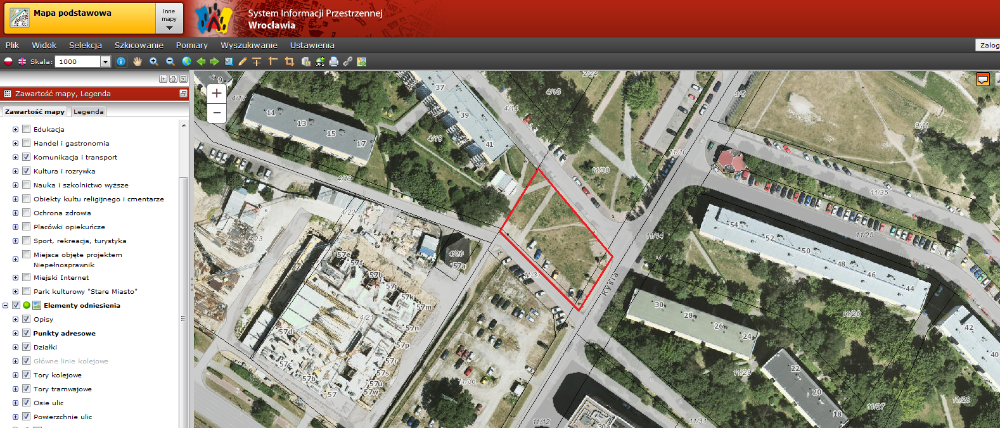 Mapa podstawowa
Inne
mapy
System Informacji Przestrzennej
Wrocławia
Plik Widok Selekcja Szkicowanie Pomiary Wyszukiwanie Ustawienia
Zalog
Skala: 1000
WFS
Zawartość mapy, Legenda
Zawartość mapy Legenda
Edukacja
Handel i gastronomia
Komunikacja i transport
Kultura i rozrywka
Nauka i szkolnictwo wyższe
Obiekty kultu religijnego i cmentarze
Ochrona zdrowia
Placówki opiekuńcze
Sport, rekreacja, turystyka
Miejsca objęte projektem
Niepełnosprawnik
Miejski Internet
Park kulturowy "Stare Miasto"
Elementy odniesienia
Opisy
Punkty adresowe
Działki
Główne linie kolejowe
Tory kolejowe
Tory tramwajowe
Osie ulic
Powierzchnie ulic
+
−
9
4/17
11
13
15
17
37
39
41
4/18
4/14
4/15
2/24
9/5
9/11
11/10
11/38
11/35
11/25
11/14
4/19
4/22
4/23
4/20
57a
57e
57f
57h
57j
57k
57m
57n
57p
57r
57s
57u
57w
57
57b
57c
57d
4/21
11/37
11/36
11/12
Rysia
54
52
50
48
46
44
42
40
30
28
26
24
22
20
18
11/26
11/29
11/27
11/28
11/31
30a